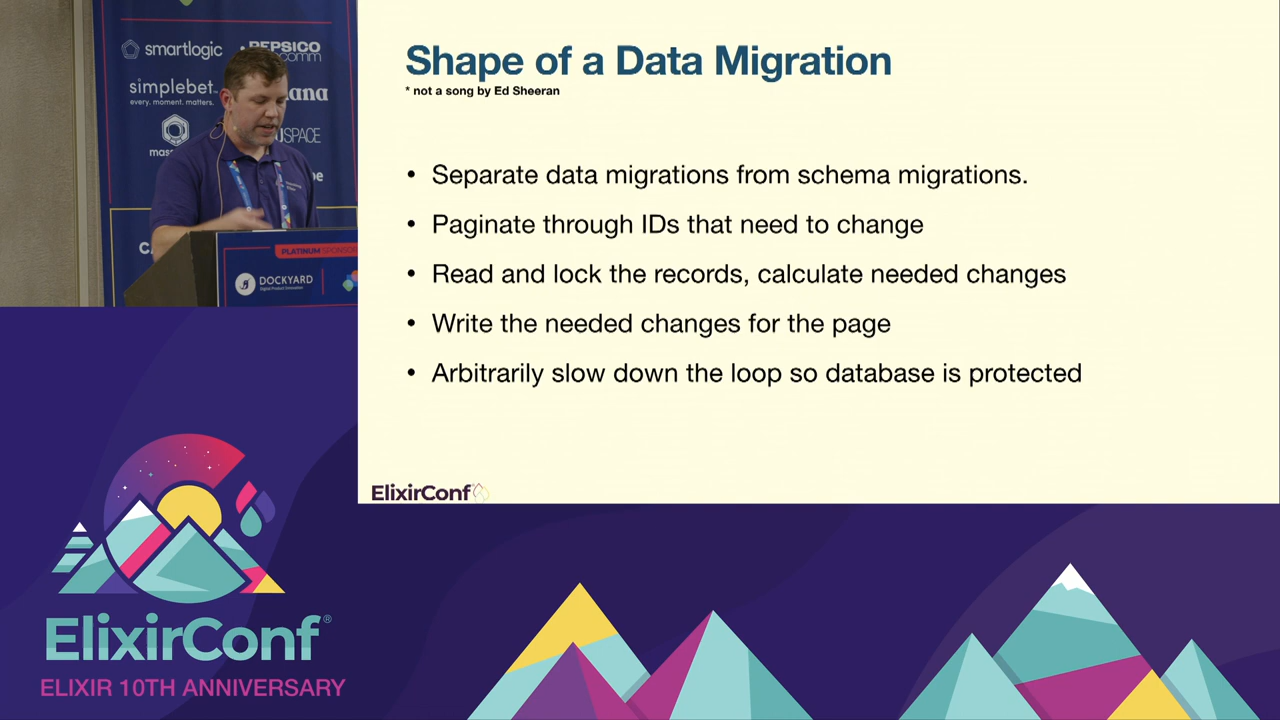 smartlogic
PEPSICO
simplebet
every. moment. matters.
PLATINUM SPONSOR
DOCKYARD
Digital Product Innovation
Shape of a Data Migration
* not a song by Ed Sheeran
• Separate data migrations from schema migrations.
• Paginate through IDs that need to change
• Read and lock the records, calculate needed changes
• Write the needed changes for the page
• Arbitrarily slow down the loop so database is protected
ElixirConf
ElixirConf®
ELIXIR 10TH ANNIVERSARY